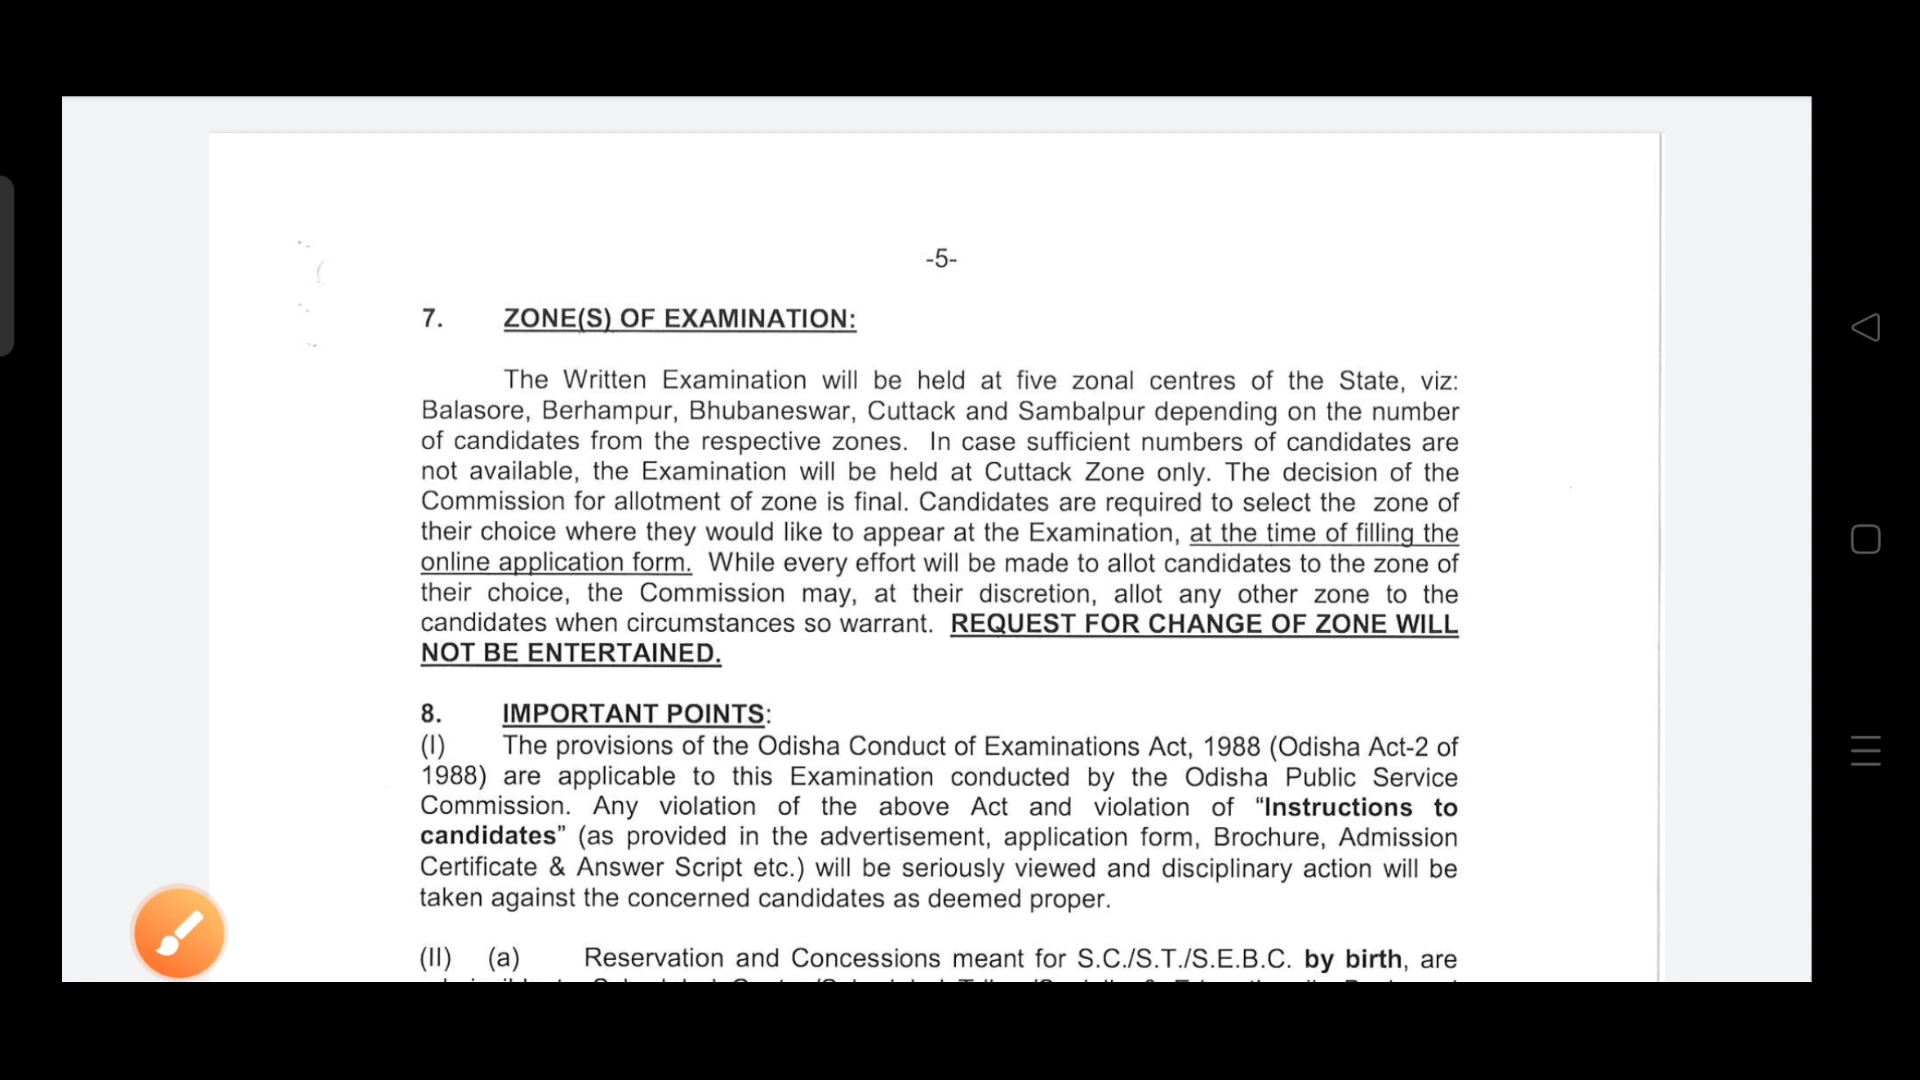 -5-
7. ZONE(S) OF EXAMINATION:
The Written Examination will be held at five zonal centres of the State, viz:
Balasore, Berhampur, Bhubaneswar, Cuttack and Sambalpur depending on the number
of candidates from the respective zones. In case sufficient numbers of candidates are
not available, the Examination will be held at Cuttack Zone only. The decision of the
Commission for allotment of zone is final. Candidates are required to select the zone of
their choice where they would like to appear at the Examination, at the time of filling the
online application form. While every effort will be made to allot candidates to the zone of
their choice, the Commission may, at their discretion, allot any other zone to the
candidates when circumstances so warrant. REQUEST FOR CHANGE OF ZONE WILL
NOT BE ENTERTAINED.
8. IMPORTANT POINTS:
(I) The provisions of the Odisha Conduct of Examinations Act, 1988 (Odisha Act-2 of
1988) are applicable to this Examination conducted by the Odisha Public Service
Commission. Any violation of the above Act and violation of “Instructions to
candidates” (as provided in the advertisement, application form, Brochure, Admission
Certificate & Answer Script etc.) will be seriously viewed and disciplinary action will be
taken against the concerned candidates as deemed proper.
(II) (a) Reservation and Concessions meant for S.C./S.T./S.E.B.C. by birth, are